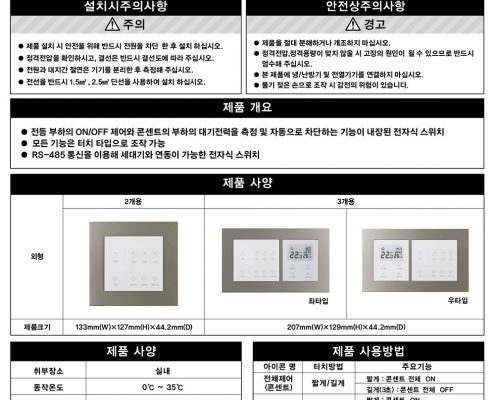 설치시주의사항
주의
● 제품 설치 시 안전을 위해 반드시 전원을 차단 한 후 설치 하십시오.
● 정격전압을 확인하시고, 결선은 반드시 결선도에 따라 주십시오.
● 전원과 대지간 절연은 기기를 분리한 후 측정해 주십시오.
● 전선을 반드시 1.5㎟ , 2.5㎟ 단선을 사용하여 설치 하십시오.
안전상주의사항
경고
● 제품을 절대 분해하거나 개조하지 마십시오.
● 정격전압,정격용량이 맞지 않을 시 고장의 원인이 될 수 있으므로 반드시
엄수해 주십시오.
● 본 제품에 냉/난방기 및 전열기기를 연결하지 마십시오.
● 물기 젖은 손으로 조작 시 감전의 위험이 있습니다.
제품 개요
● 전등 부하의 ON/OFF 제어와 콘센트의 부하의 대기전력을 측정 및 자동으로 차단하는 기능이 내장된 전자식 스위치
● 모든 기능은 터치 타입으로 조작 가능
● RS-485 통신을 이용해 세대기와 연동이 가능한 전자식 스위치
제품 사양
2개용
3개용
외형
좌타입
우타입
제품크기
133mm(W)×127mm(H)×44.2mm(D)
207mm(W)×129mm(H)×44.2mm(D)
제품 사양
취부장소
실내
동작온도
0℃ ~ 35℃
제품 사용방법
아이콘 명
터치방법
주요기능
전체제어
(콘센트)
짧게/길게
짧게 : 콘센트 전체 ON
길게(3초) : 콘센트 전체 OFF